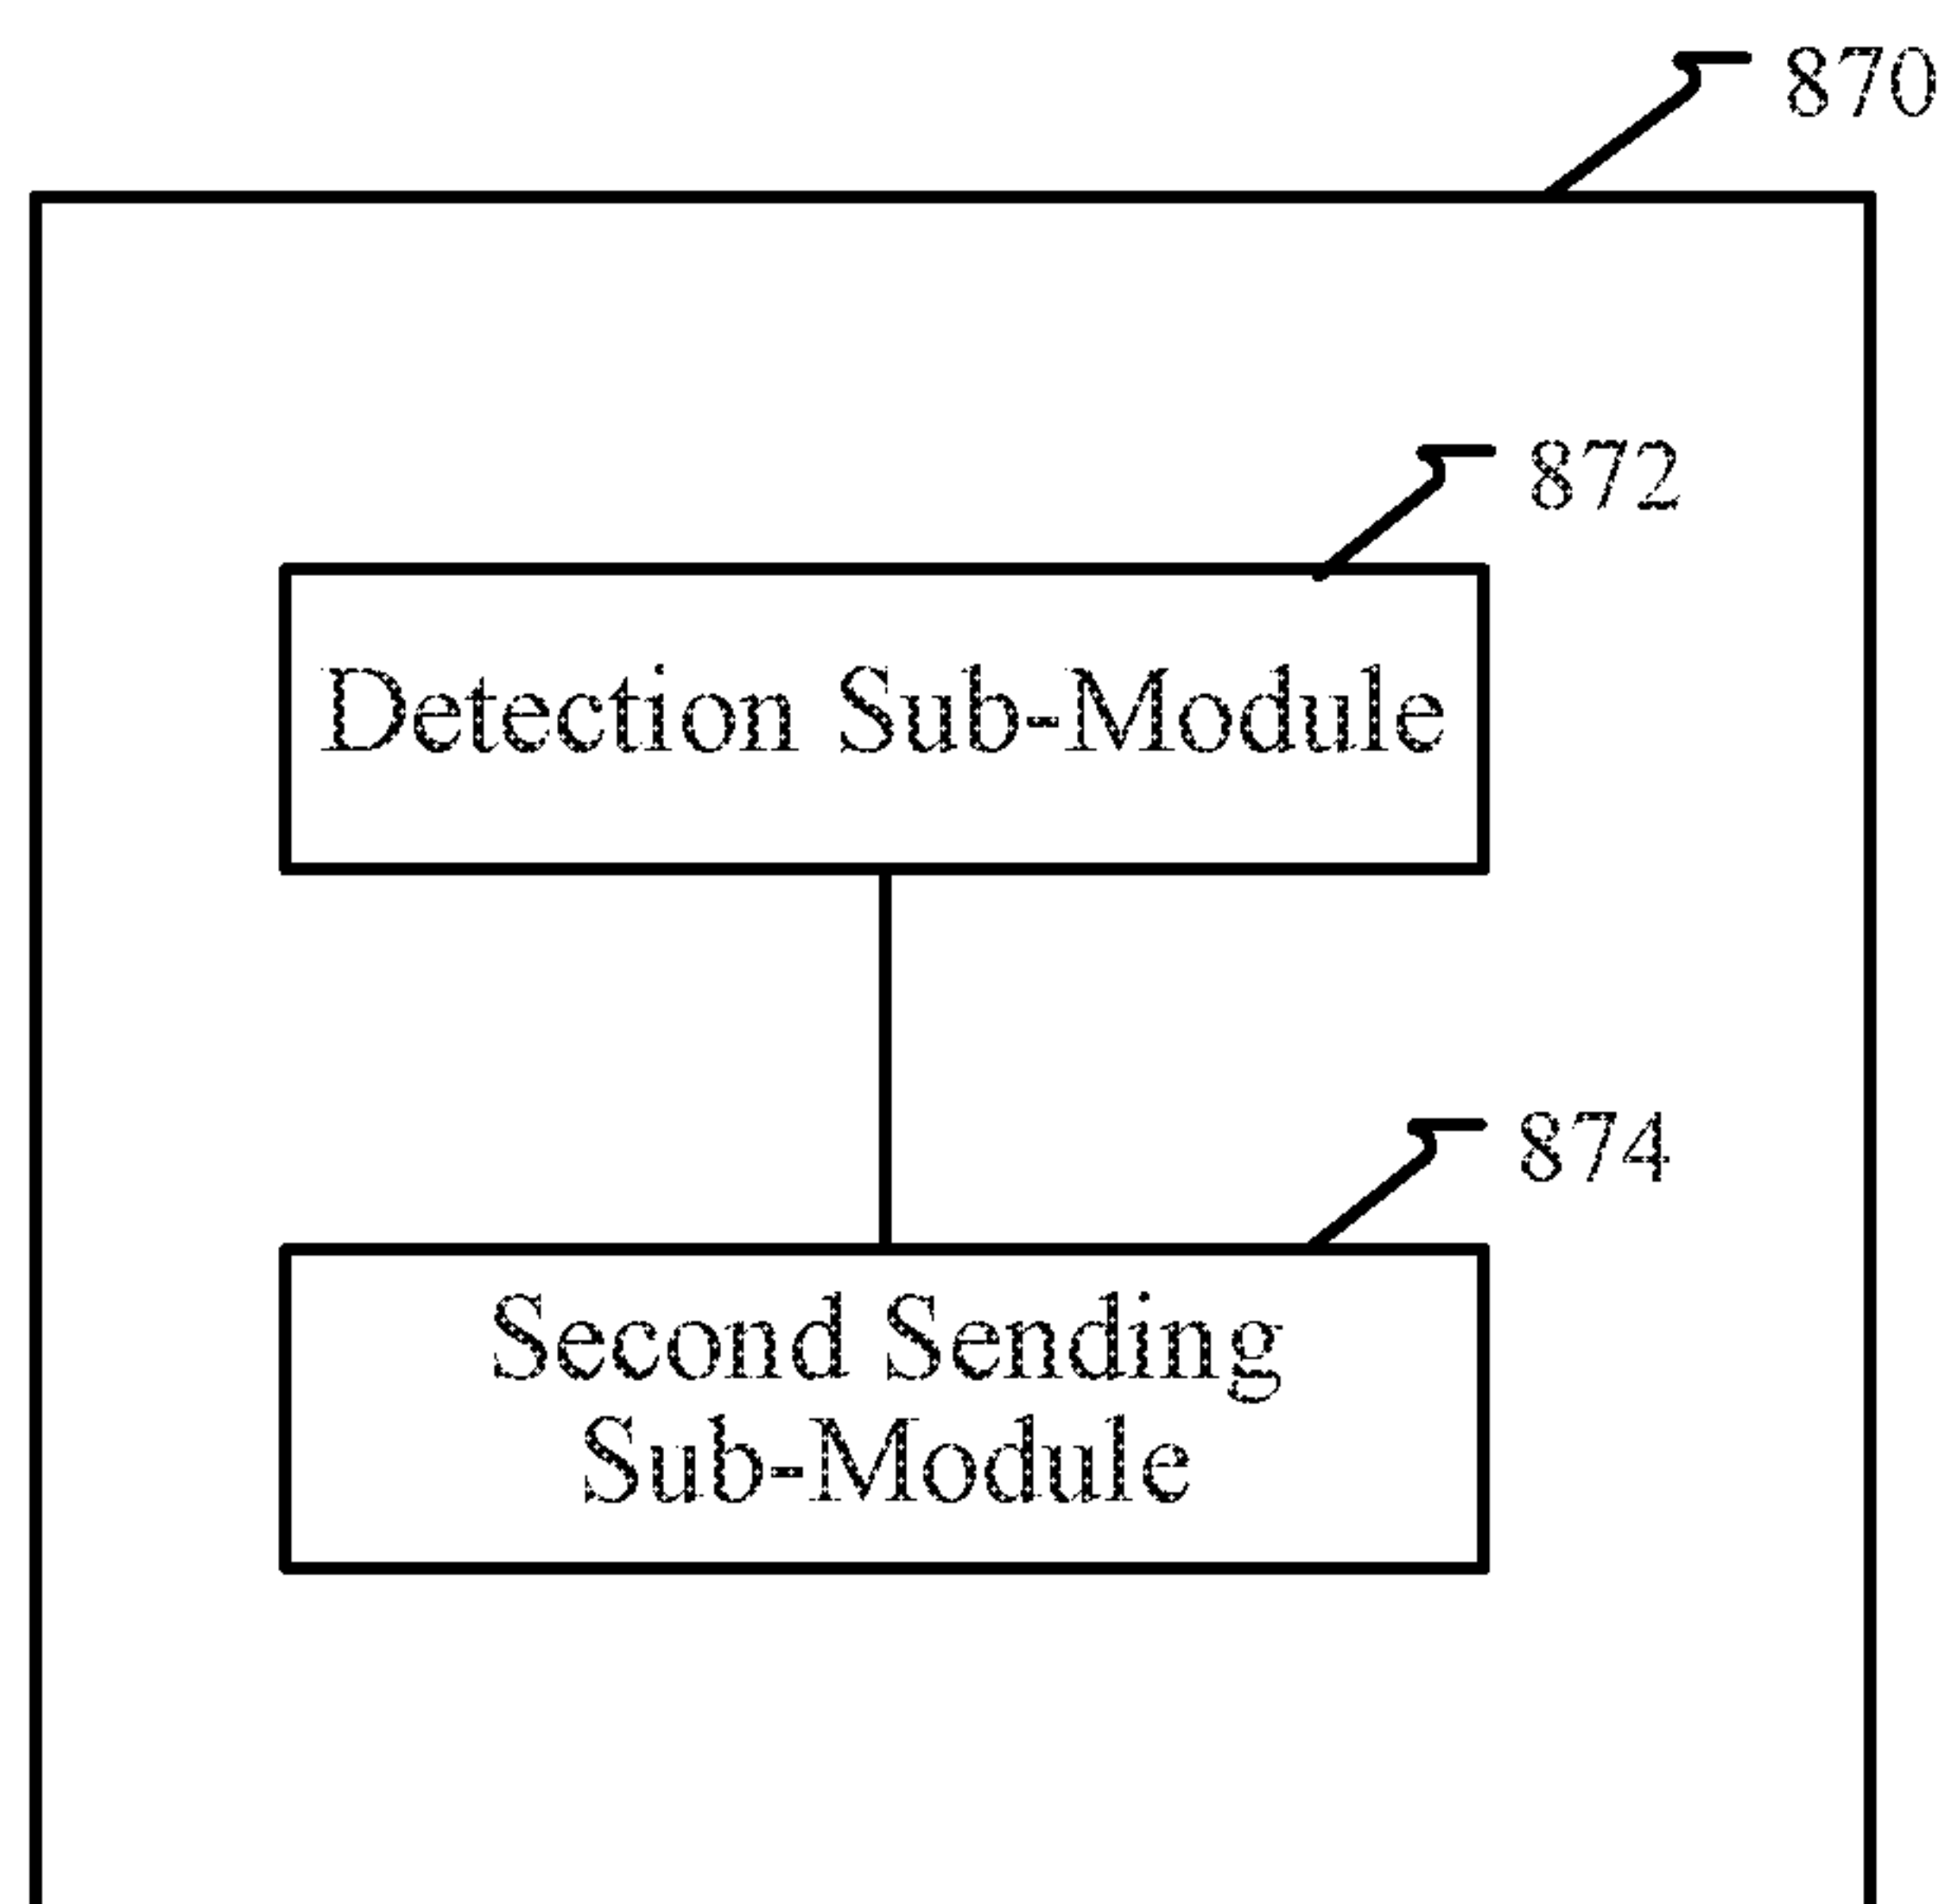 870
872
Detection Sub-Module
874
Second Sending
Sub-Module